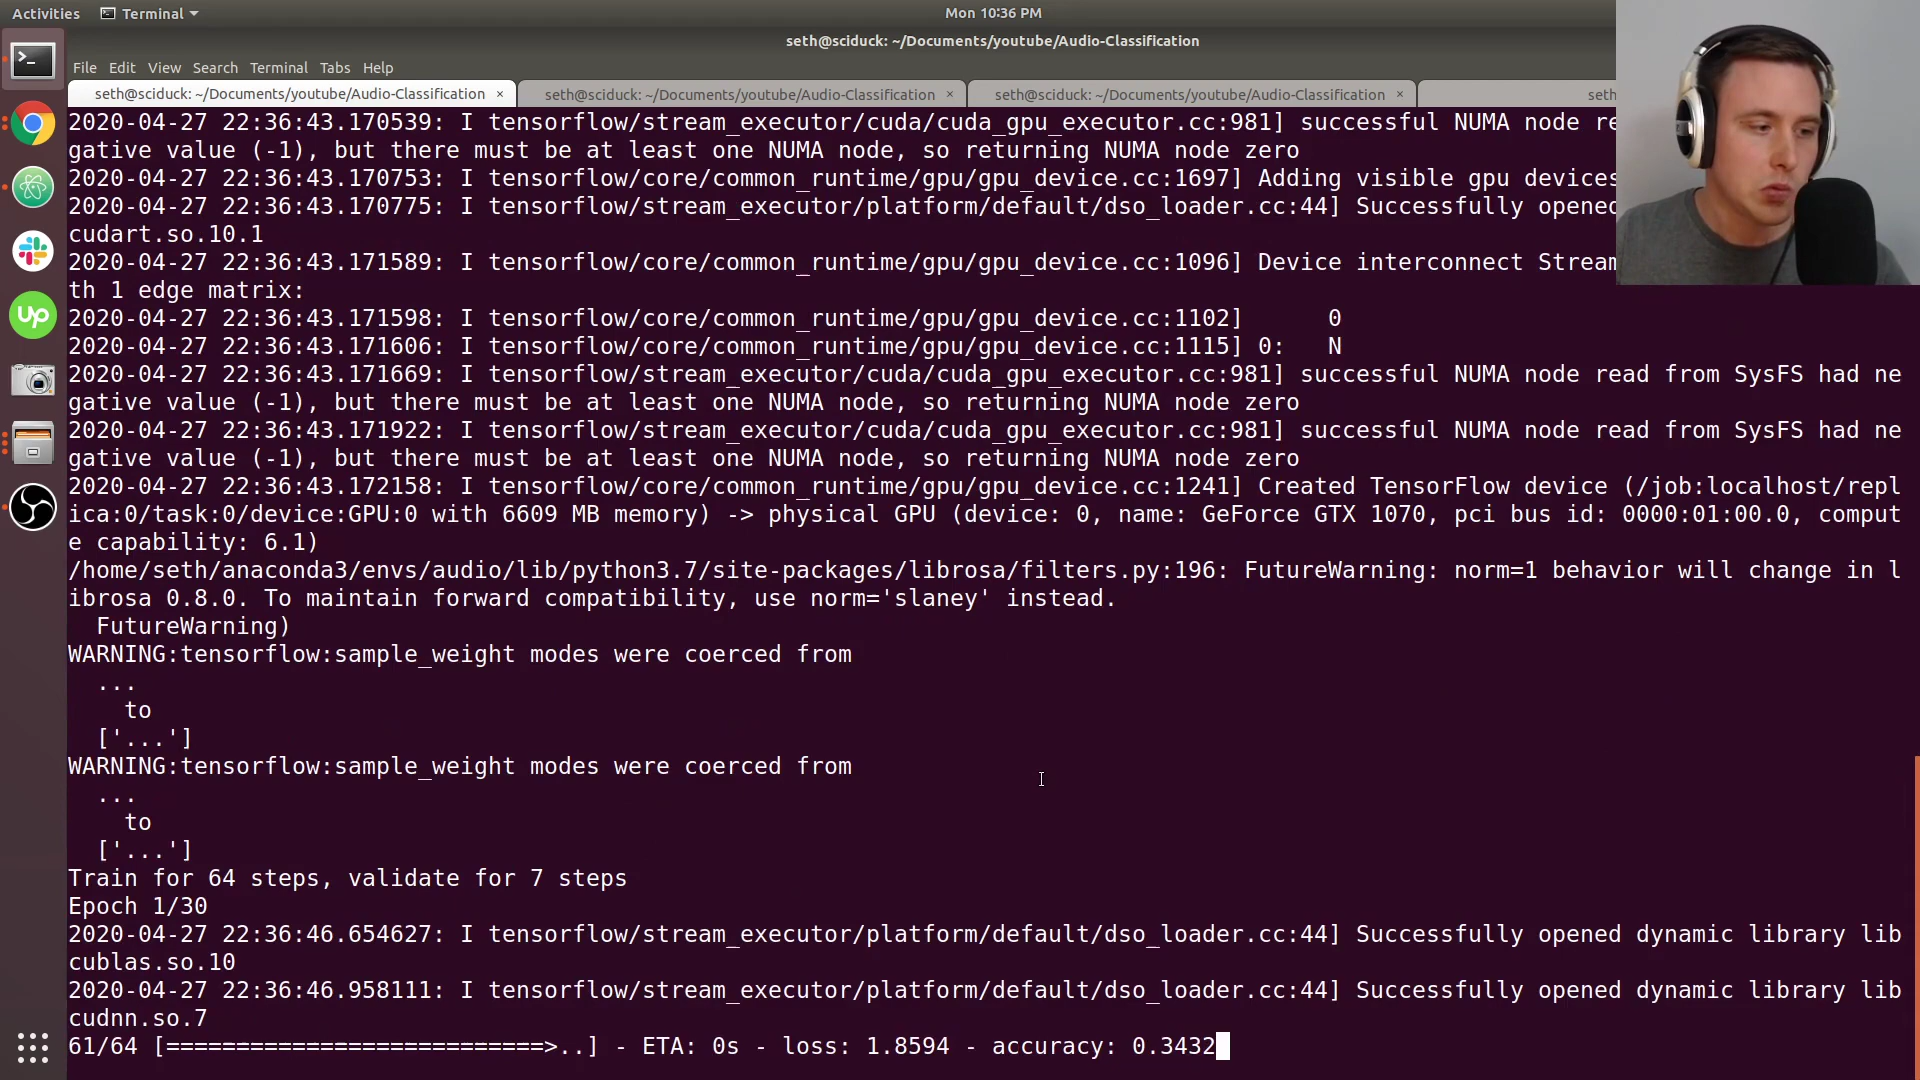 Activities Terminal Mon 10:36 PM
seth@sciduck: ~/Documents/youtube/Audio-Classification
File Edit View Search Terminal Tabs Help
seth@sciduck: ~/Documents/youtube/Audio-Classification × seth@sciduck: ~/Documents/youtube/Audio-Classification × seth@sciduck: ~/Documents/youtube/Audio-Classification × seth
2020-04-27 22:36:43.170539: I tensorflow/stream_executor/cuda/cuda_gpu_executor.cc:981] successful NUMA node re
gative value (-1), but there must be at least one NUMA node, so returning NUMA node zero
2020-04-27 22:36:43.170753: I tensorflow/core/common_runtime/gpu/gpu_device.cc:1697] Adding visible gpu devices
2020-04-27 22:36:43.170775: I tensorflow/stream_executor/platform/default/dso_loader.cc:44] Successfully opened
cudart.so.10.1
2020-04-27 22:36:43.171589: I tensorflow/core/common_runtime/gpu/gpu_device.cc:1096] Device interconnect Stream
th 1 edge matrix:
2020-04-27 22:36:43.171598: I tensorflow/core/common_runtime/gpu/gpu_device.cc:1102]      0
2020-04-27 22:36:43.171606: I tensorflow/core/common_runtime/gpu/gpu_device.cc:1115] 0:   N
2020-04-27 22:36:43.171669: I tensorflow/stream_executor/cuda/cuda_gpu_executor.cc:981] successful NUMA node read from SysFS had ne
gative value (-1), but there must be at least one NUMA node, so returning NUMA node zero
2020-04-27 22:36:43.171922: I tensorflow/stream_executor/cuda/cuda_gpu_executor.cc:981] successful NUMA node read from SysFS had ne
gative value (-1), but there must be at least one NUMA node, so returning NUMA node zero
2020-04-27 22:36:43.172158: I tensorflow/core/common_runtime/gpu/gpu_device.cc:1241] Created TensorFlow device (/job:localhost/repl
ica:0/task:0/device:GPU:0 with 6609 MB memory) -> physical GPU (device: 0, name: GeForce GTX 1070, pci bus id: 0000:01:00.0, comput
e capability: 6.1)
/home/seth/anaconda3/envs/audio/lib/python3.7/site-packages/librosa/filters.py:196: FutureWarning: norm=1 behavior will change in l
ibrosa 0.8.0. To maintain forward compatibility, use norm='slaney' instead.
  FutureWarning)
WARNING:tensorflow:sample_weight modes were coerced from
  ...
    to
  ['...']
WARNING:tensorflow:sample_weight modes were coerced from
  ...
    to
  ['...']
Train for 64 steps, validate for 7 steps
Epoch 1/30
2020-04-27 22:36:46.654627: I tensorflow/stream_executor/platform/default/dso_loader.cc:44] Successfully opened dynamic library lib
cublas.so.10
2020-04-27 22:36:46.958111: I tensorflow/stream_executor/platform/default/dso_loader.cc:44] Successfully opened dynamic library lib
cudnn.so.7
61/64 [===========================>..] - ETA: 0s - loss: 1.8594 - accuracy: 0.3432
up